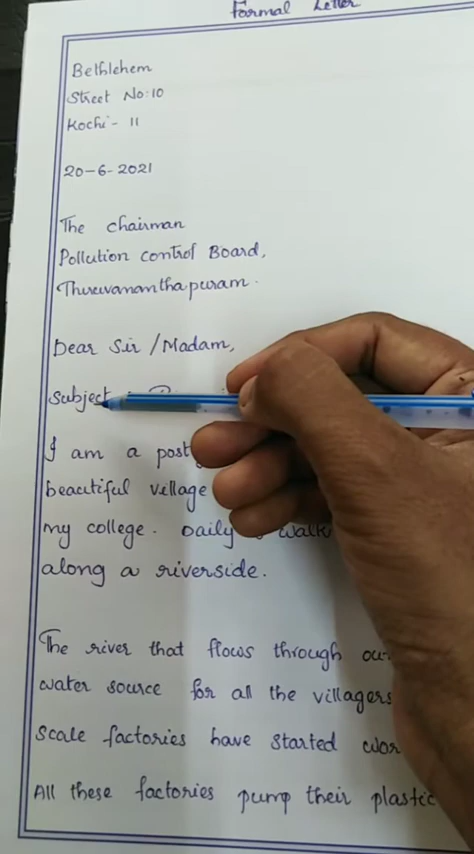 Formal Letter
Bethlehem
Street No:10
Kochi - 11
20-6-2021
The chairman
Pollution control Board,
Thiruvananthapuram.
Dear Sir / Madam,
Subject
I am a post
beautiful village
my college. Daily walk
along a riverside.
The river that flows through
water source for all the villagers
scale factories have started
All these factories pump their plastic